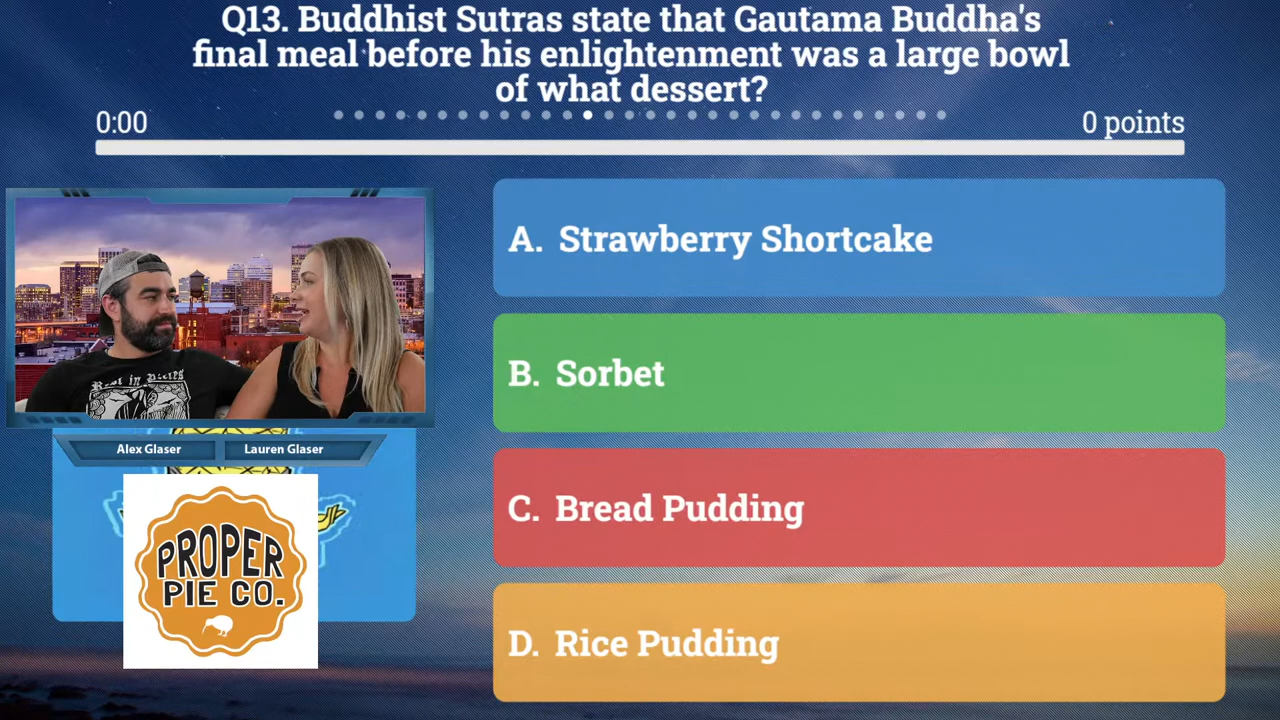 Q13. Buddhist Sutras state that Gautama Buddha's
final meal before his enlightenment was a large bowl
of what dessert?
0:00
0 points
A. Strawberry Shortcake
B. Sorbet
C. Bread Pudding
D. Rice Pudding
Alex Glaser
Lauren Glaser
PROPER
PIE CO.